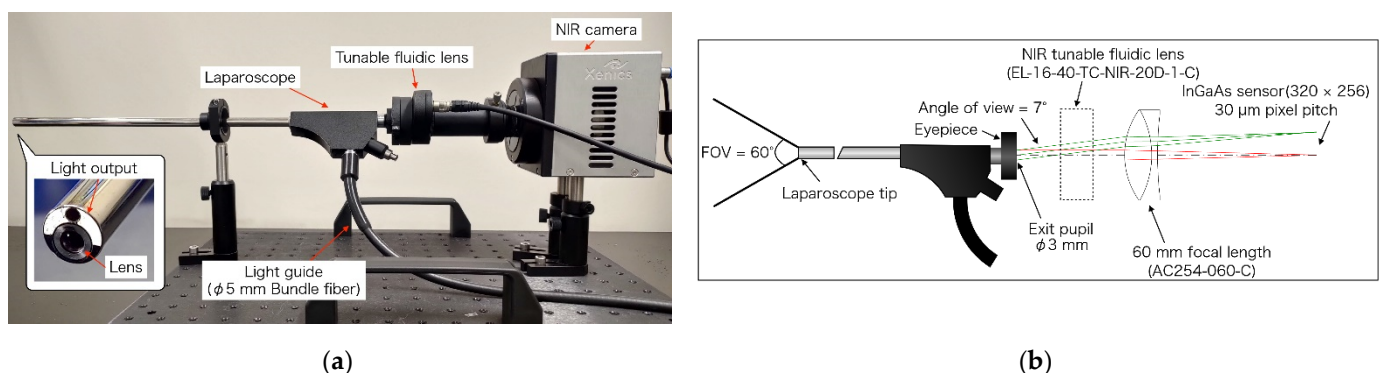 NIR camera
Tunable fluidic lens
Laparoscope
Xenics
Light output
Lens
Light guide
(φ5 mm Bundle fiber)
(a)
NIR tunable fluidic lens
(EL-16-40-TC-NIR-20D-1-C)
InGaAs sensor(320 × 256)
30 μm pixel pitch
Angle of view = 7°
Eyepiece
FOV = 60°
Laparoscope tip
Exit pupil
φ3 mm
60 mm focal length
(AC254-060-C)
(b)